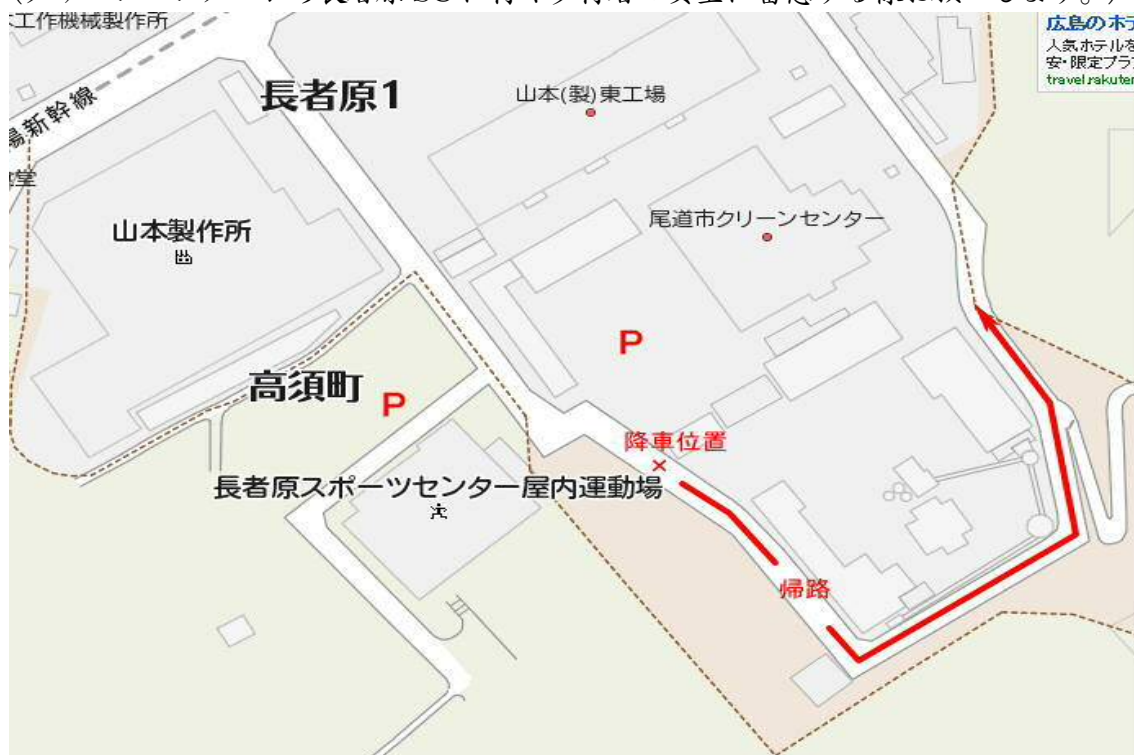 長者原
工作機械製作所
広島のホテ
人気ホテルを
安・限定プラ
travel.rakuten
長者原1
山本(製)東工場
陽新幹線
堂
山本製作所
尾道市クリーンセンター
P
高須町
P
降車位置
×
長者原スポーツセンター屋内運動場
帰路